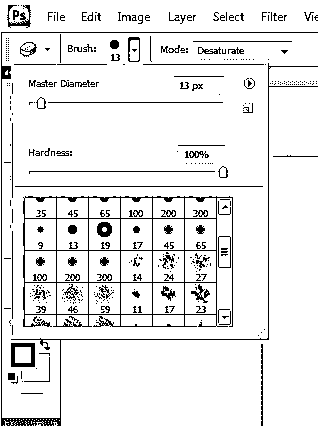 Ps File Edit Image Layer Select Filter Vie
Brush: 13 Mode: Desaturate
Master Diameter 13 px
Hardness: 100%
35 45 65 100 200 300
9 13 19 17 45 65
100 200 300 14 24 27
39 46 59 11 17 23